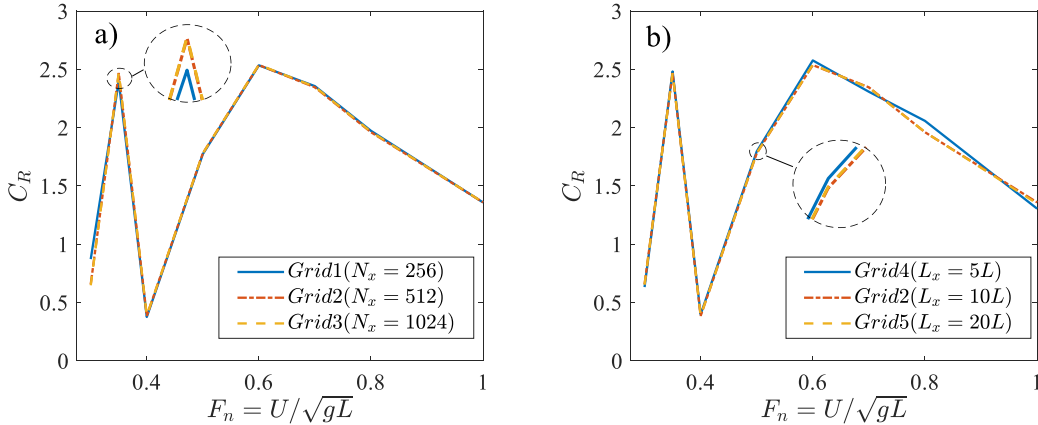 a)
3
2.5
2
1.5
1
0.5
0
C_R
0.4 0.6 0.8 1
F_n = U/√gL
Grid1(N_x = 256)
Grid2(N_x = 512)
Grid3(N_x = 1024)
b)
3
2.5
2
1.5
1
0.5
0
C_R
0.4 0.6 0.8 1
F_n = U/√gL
Grid4(L_x = 5L)
Grid2(L_x = 10L)
Grid5(L_x = 20L)